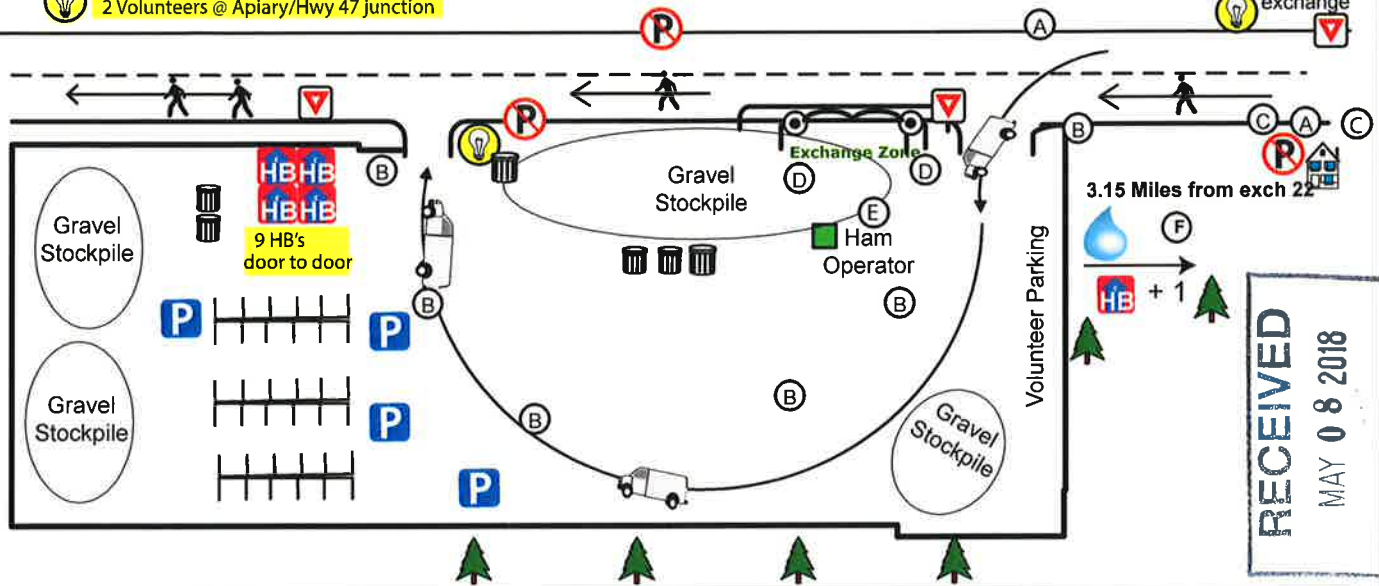 2 Volunteers @ Apiary/Hwy 47 junction
exchange
P
A
P
B
C
A
C
P
HB HB
HB HB
B
Exchange Zone
D
D
Gravel
Stockpile
E
3.15 Miles from exch 22
F
Gravel
Stockpile
9 HB's
door to door
Ham
Operator
B
B
HB + 1
Volunteer Parking
P
P
B
B
P
Gravel
Stockpile
Gravel
Stockpile
P
RECEIVED
MAY 08 2018